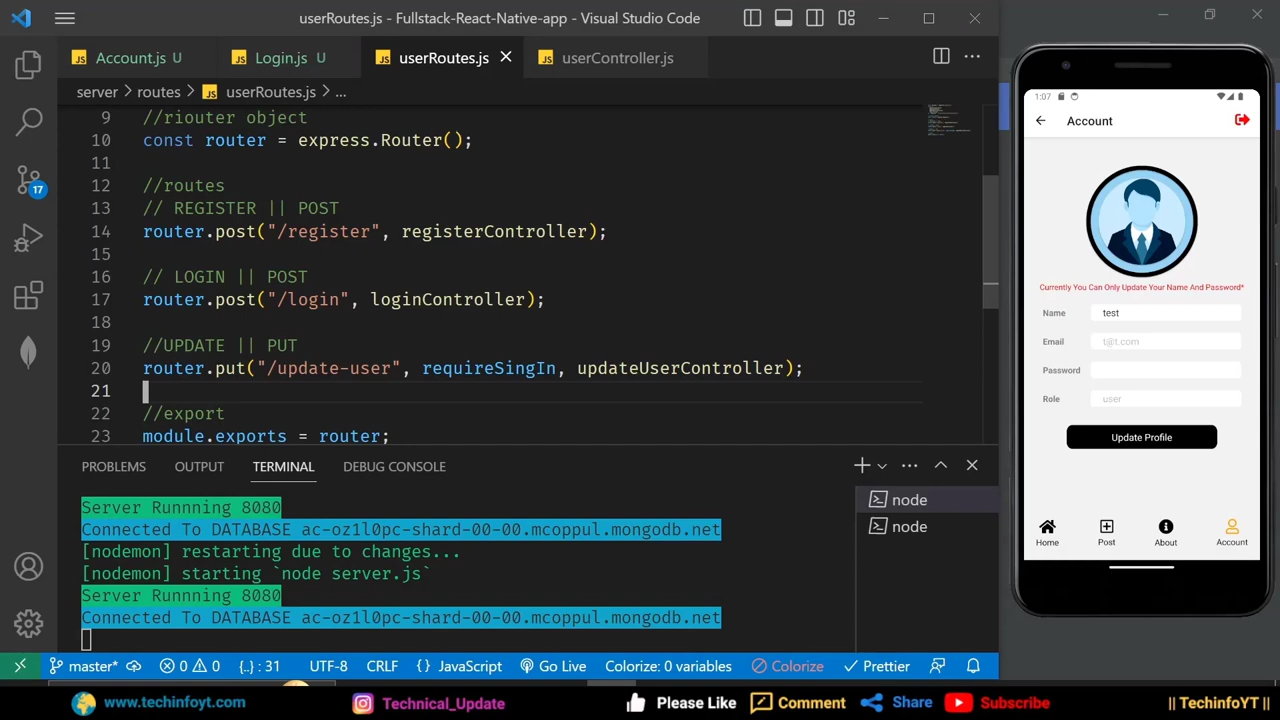 userRoutes.js - Fullstack-React-Native-app - Visual Studio Code
JS Account.js U
JS Login.js U
JS userRoutes.js
JS userController.js
server > routes > JS userRoutes.js > ...
9 //riouter object
10 const router = express.Router();
11
12 //routes
13 // REGISTER || POST
14 router.post("/register", registerController);
15
16 // LOGIN || POST
17 router.post("/login", loginController);
18
19 //UPDATE || PUT
20 router.put("/update-user", requireSingIn, updateUserController);
21
22 //export
23 module.exports = router;
17
PROBLEMS OUTPUT TERMINAL DEBUG CONSOLE
Server Runnning 8080
Connected To DATABASE ac-oz1l0pc-shard-00-00.mcoppul.mongodb.net
[nodemon] restarting due to changes...
[nodemon] starting `node server.js`
Server Runnning 8080
Connected To DATABASE ac-oz1l0pc-shard-00-00.mcoppul.mongodb.net
node
node
master* 0 0 {..} : 31 UTF-8 CRLF {} JavaScript Go Live Colorize: 0 variables Colorize Prettier
1:07
Account
Currently You Can Only Update Your Name And Password*
Name test
Email t@t.com
Password
Role user
Update Profile
Home Post About Account
www.techinfoyt.com Technical_Update Please Like Comment Share Subscribe || TechinfoYT ||